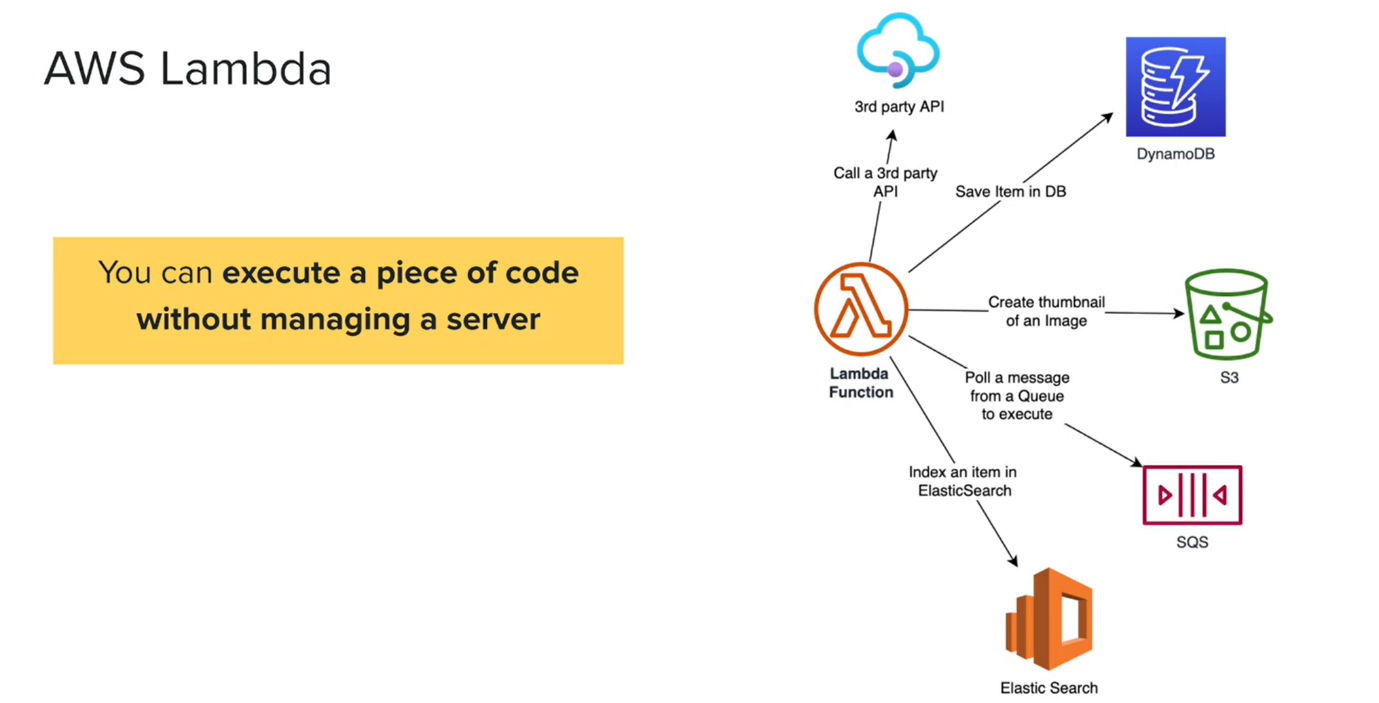 AWS Lambda
You can execute a piece of code
without managing a server
3rd party API
Call a 3rd party
API
DynamoDB
Save Item in DB
Lambda
Function
Create thumbnail
of an Image
S3
Poll a message
from a Queue
to execute
SQS
Index an item in
ElasticSearch
Elastic Search